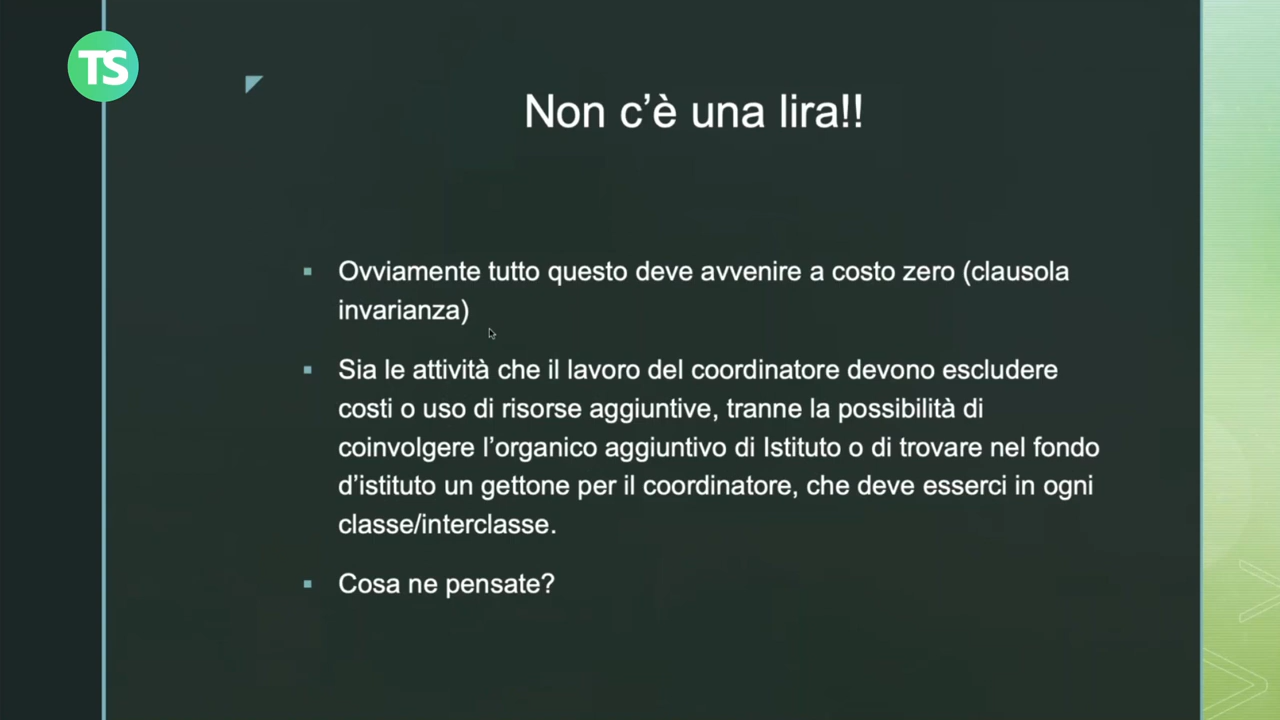 TS
Non c’è una lira!!
Ovviamente tutto questo deve avvenire a costo zero (clausola
invarianza)
Sia le attività che il lavoro del coordinatore devono escludere
costi o uso di risorse aggiuntive, tranne la possibilità di
coinvolgere l’organico aggiuntivo di Istituto o di trovare nel fondo
d’istituto un gettone per il coordinatore, che deve esserci in ogni
classe/interclasse.
Cosa ne pensate?